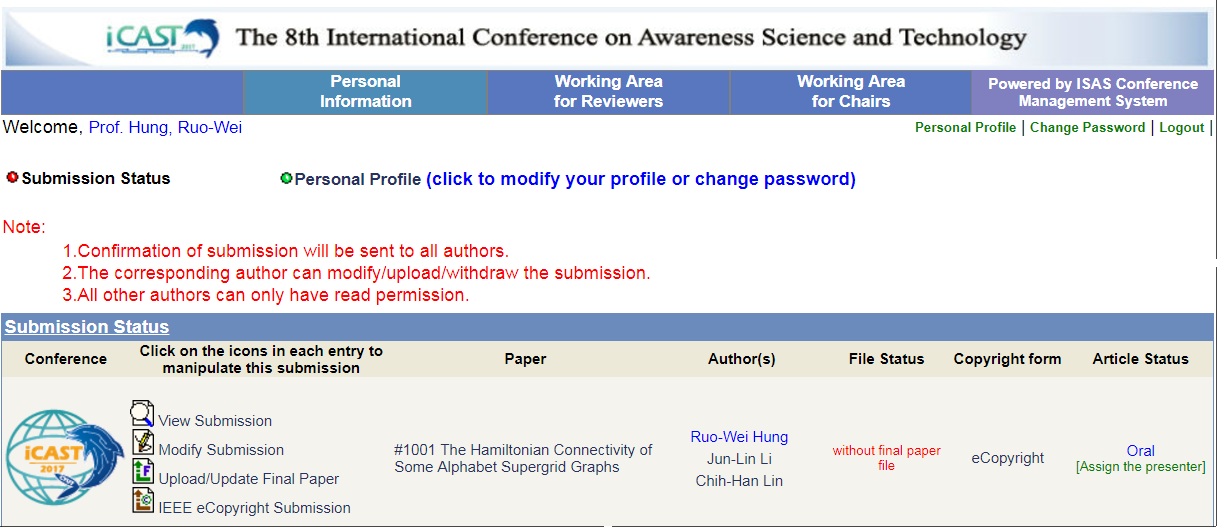 iCAST 2017 The 8th International Conference on Awareness Science and Technology
Personal Information
Working Area for Reviewers
Working Area for Chairs
Powered by ISAS Conference Management System
Welcome, Prof. Hung, Ruo-Wei
Personal Profile | Change Password | Logout |
Submission Status
Personal Profile (click to modify your profile or change password)
Note:
1.Confirmation of submission will be sent to all authors.
2.The corresponding author can modify/upload/withdraw the submission.
3.All other authors can only have read permission.
Submission Status
Conference
Click on the icons in each entry to
manipulate this submission
Paper
Author(s)
File Status
Copyright form
Article Status
iCAST
2017
View Submission
Modify Submission
Upload/Update Final Paper
IEEE eCopyright Submission
#1001 The Hamiltonian Connectivity of
Some Alphabet Supergrid Graphs
Ruo-Wei Hung
Jun-Lin Li
Chih-Han Lin
without final paper
file
eCopyright
Oral
[Assign the presenter]